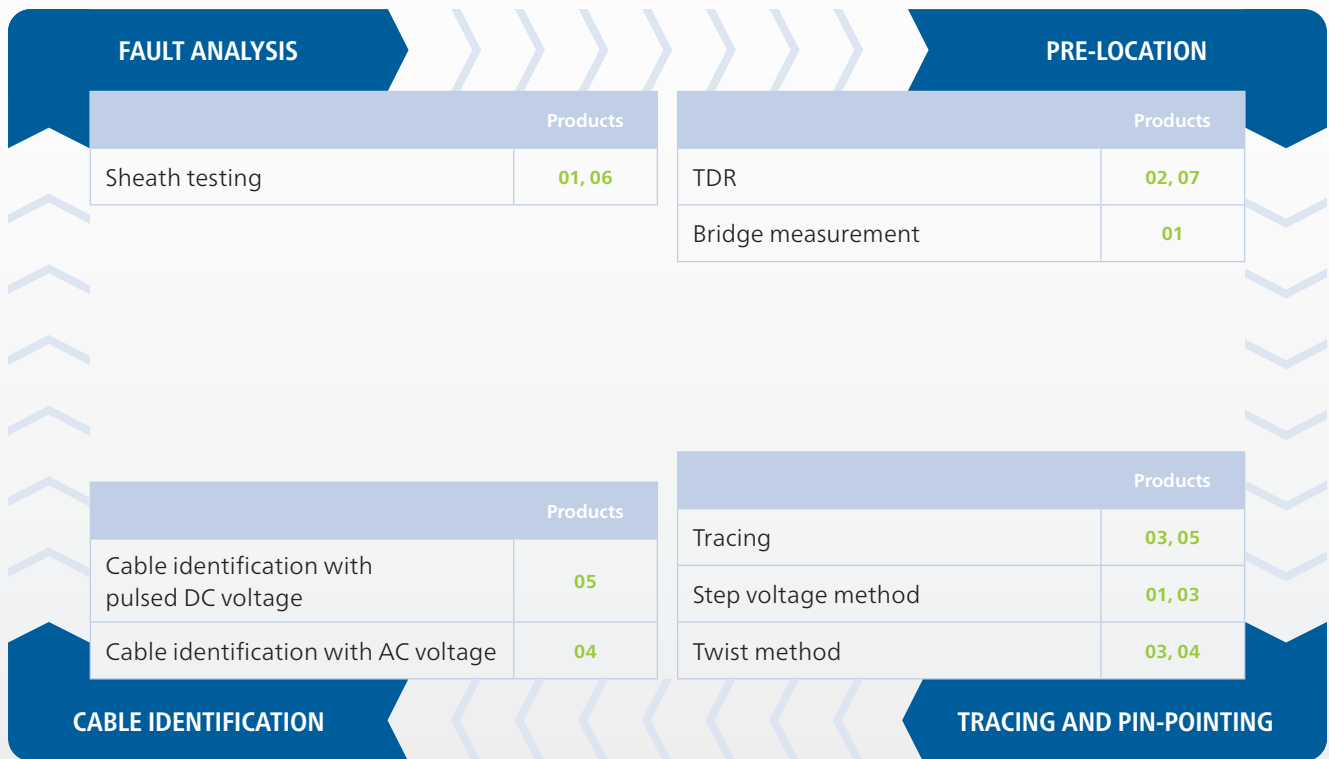 FAULT ANALYSIS
PRE-LOCATION
Products
Sheath testing 01, 06
Products
TDR 02, 07
Bridge measurement 01
Products
Cable identification with
pulsed DC voltage 05
Cable identification with AC voltage 04
Products
Tracing 03, 05
Step voltage method 01, 03
Twist method 03, 04
CABLE IDENTIFICATION
TRACING AND PIN-POINTING